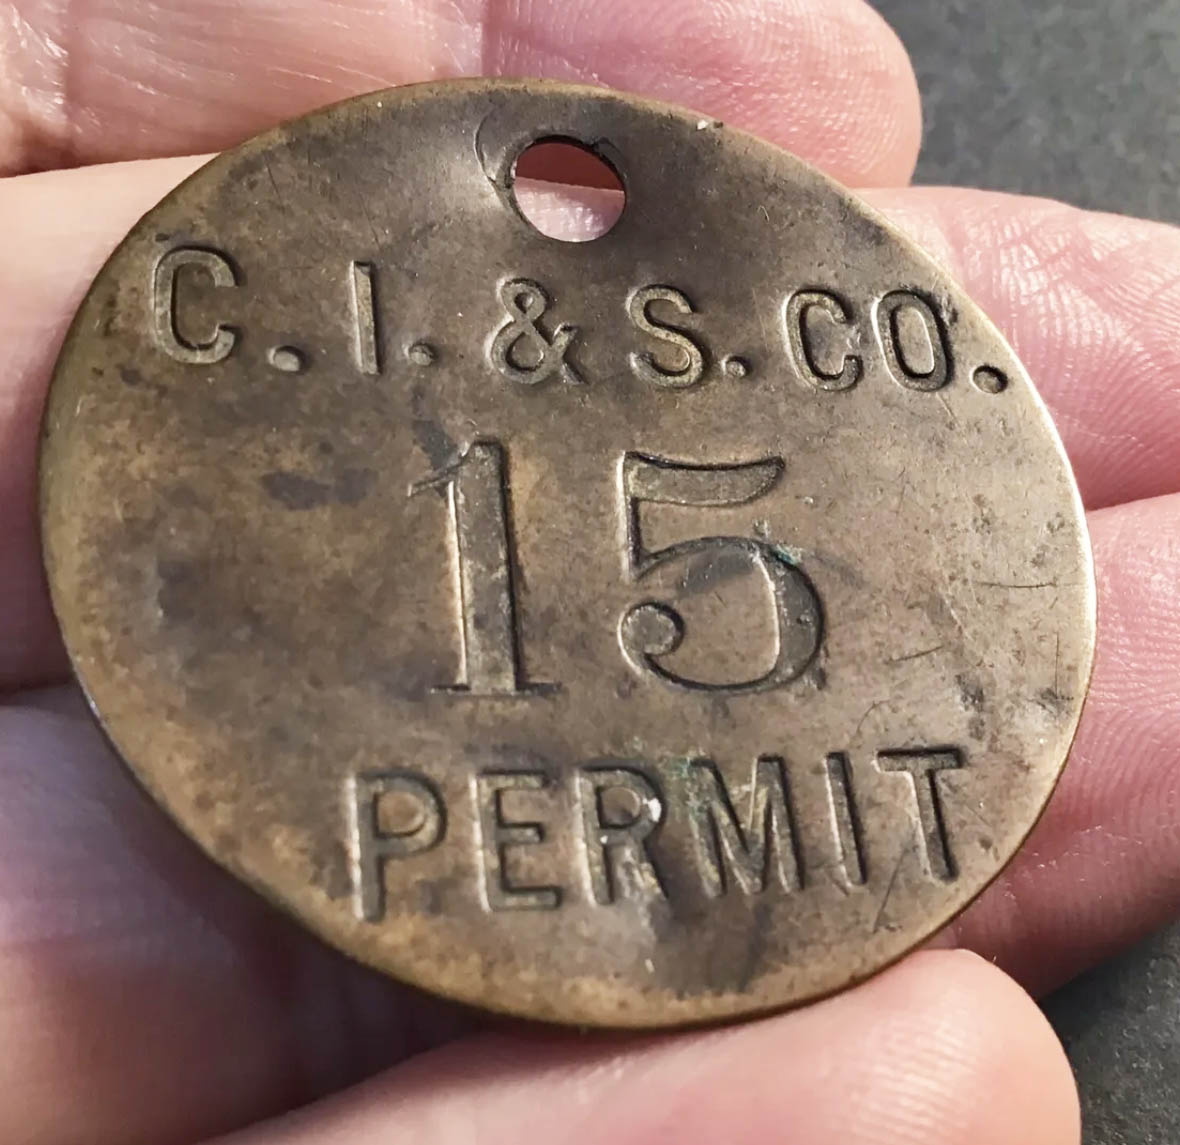 C. I. & S. CO.
15
PERMIT